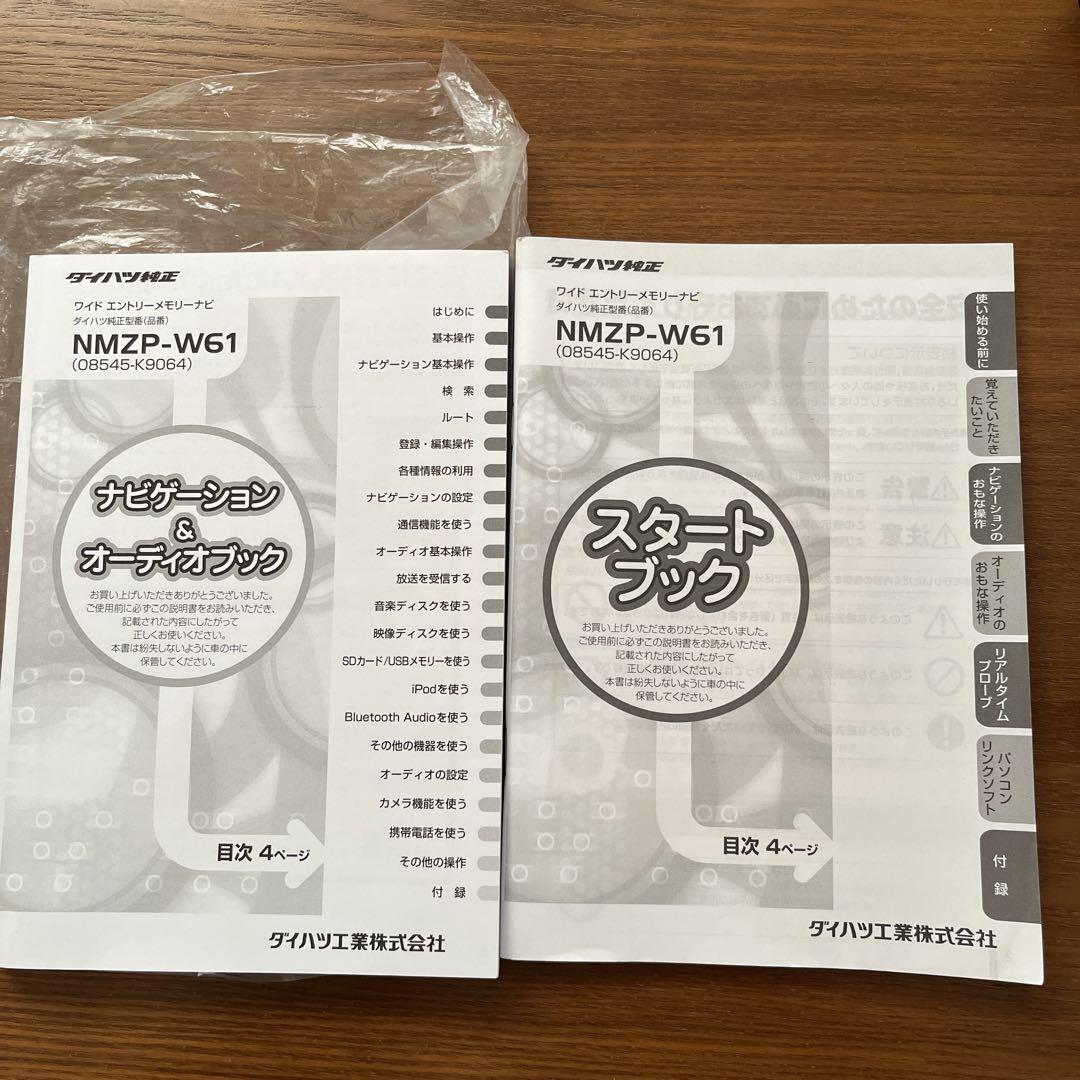 ダイハツ純正
ワイド エントリーメモリーナビ
ダイハツ純正型番(品番)
NMZP-W61
(08545-K9064)
ナビゲーション
&
オーディオブック
お買い上げいただきありがとうございました。
ご使用前に必ずこの説明書をお読みいただき、
記載された内容にしたがって
正しくお使いください。
本書は紛失しないように車の中に
保管してください。
はじめに
基本操作
ナビゲーション基本操作
検 索
ルート
登録・編集操作
各種情報の利用
ナビゲーションの設定
通信機能を使う
オーディオ基本操作
放送を受信する
音楽ディスクを使う
映像ディスクを使う
SDカード/USBメモリーを使う
iPodを使う
Bluetooth Audioを使う
その他の機器を使う
オーディオの設定
カメラ機能を使う
携帯電話を使う
その他の操作
付 録
目次 4ページ
ダイハツ工業株式会社
ダイハツ純正
ワイド エントリーメモリーナビ
ダイハツ純正型番(品番)
NMZP-W61
(08545-K9064)
スタート
ブック
お買い上げいただきありがとうございました。
ご使用前に必ずこの説明書をお読みいただき、
記載された内容にしたがって
正しくお使いください。
本書は紛失しないように車の中に
保管してください。
使い始める前に
覚えていただき
たいこと
ナビゲーションの
おもな操作
オーディオの
おもな操作
リアルタイム
プローブ
パソコン
リンクソフト
付 録
目次 4ページ
ダイハツ工業株式会社